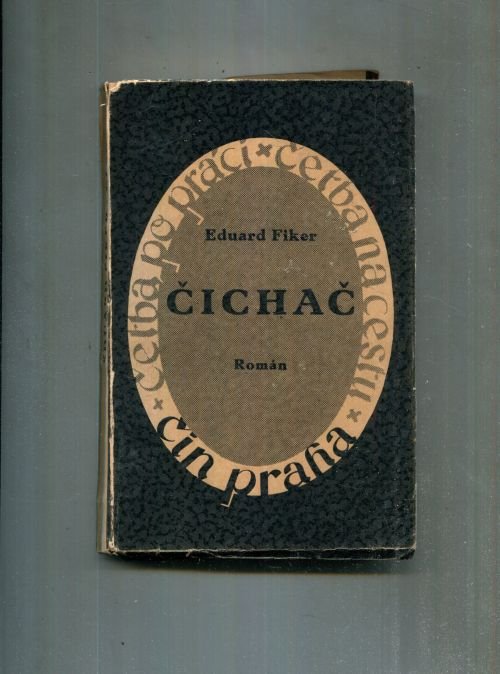 četba po práci × četba na cestu ×
Eduard Fiker
ČICHAČ
Román
čin praha